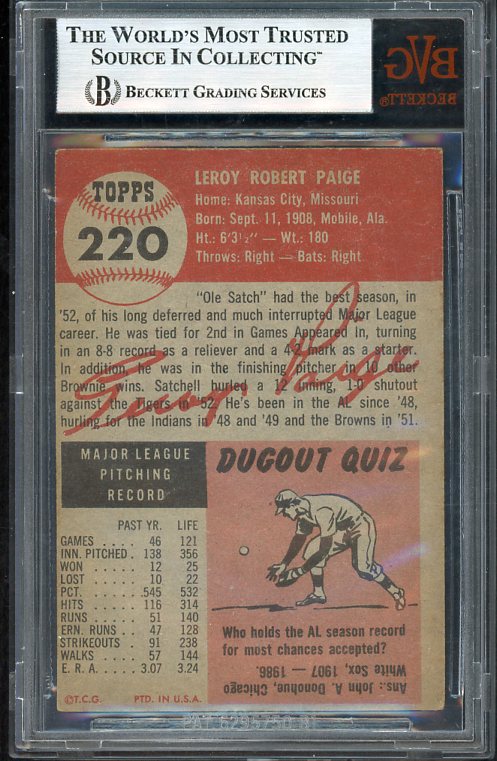 THE WORLD'S MOST TRUSTED
SOURCE IN COLLECTING™
B BECKETT GRADING SERVICES
BVG
BECKETT®
TOPPS
220
LEROY ROBERT PAIGE
Home: Kansas City, Missouri
Born: Sept. 11, 1908, Mobile, Ala.
Ht.: 6'3½" — Wt.: 180
Throws: Right — Bats: Right
"Ole Satch" had the best season, in
'52, of his long deferred and much interrupted Major League
career. He was tied for 2nd in Games Appeared In, turning
in an 8-8 record as a reliever and a 4-2 mark as a starter.
In addition, he was in the finishing pitcher in 10 other
Brownie wins. Satchell hurled a 12 inning, 1-0 shutout
against the Tigers in '52. He's been in the AL since '48,
hurling for the Indians in '48 and '49 and the Browns in '51.
Leroy Paige
MAJOR LEAGUE
PITCHING
RECORD
PAST YR. LIFE
GAMES . . . . 46 121
INN. PITCHED . 138 356
WON . . . . . 12 25
LOST . . . . . 10 22
PCT. . . . . . .545 532
HITS . . . . . 116 314
RUNS . . . . . 51 140
ERN. RUNS . . 47 128
STRIKEOUTS . . 91 238
WALKS . . . . 57 144
E. R. A. . . . . 3.07 3.24
©T.C.G. PTD. IN U.S.A.
DUGOUT QUIZ
Who holds the AL season record
for most chances accepted?
Ans.: John A. Donohue, Chicago
White Sox, 1907 — 1986.